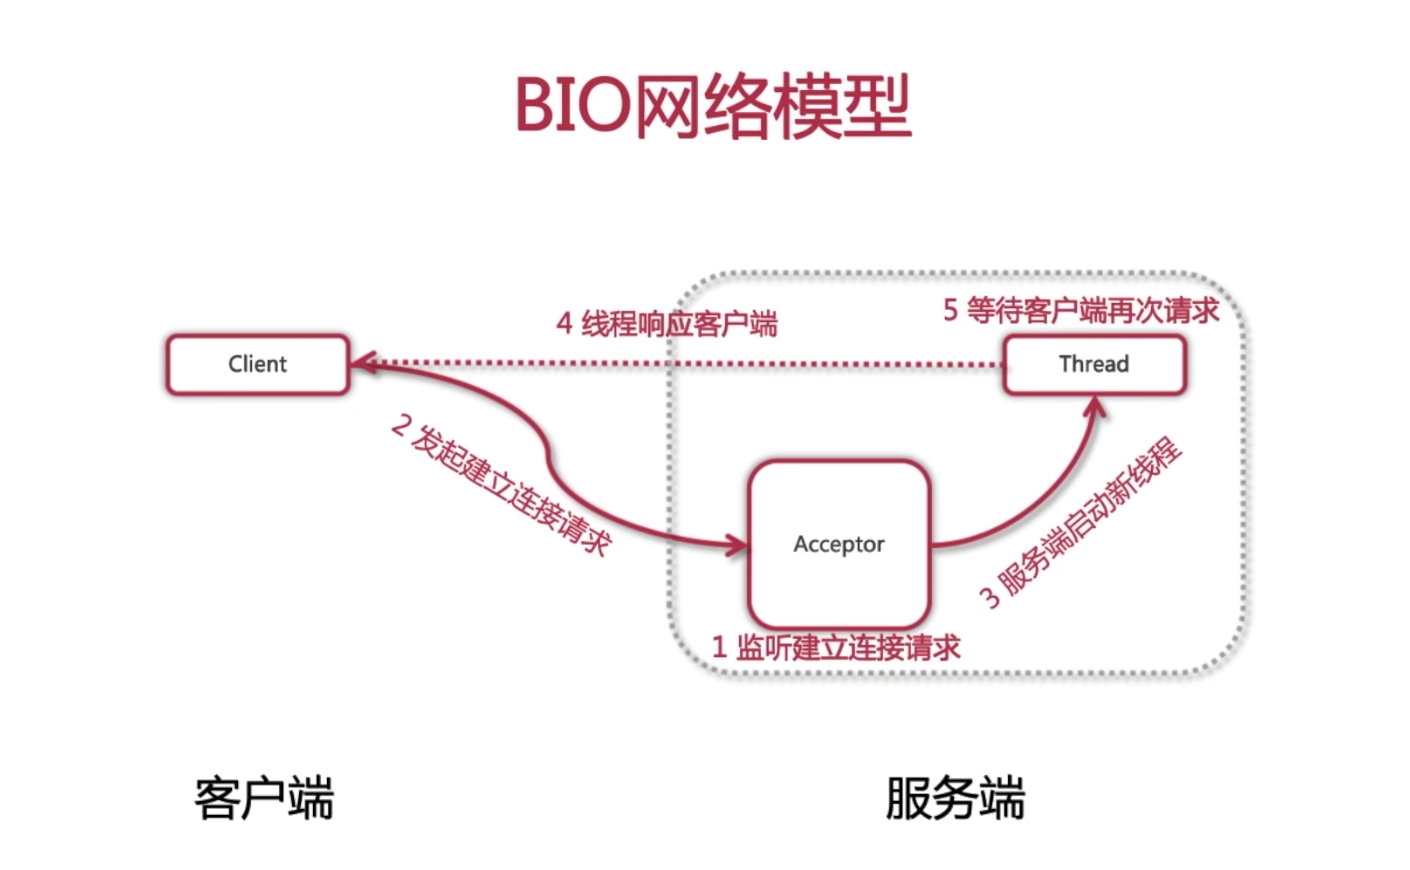 BIO网络模型
5 等待客户端再次请求
4 线程响应客户端
Client
Thread
2 发起建立连接请求
3 服务端启动新线程
Acceptor
1 监听建立连接请求
客户端
服务端